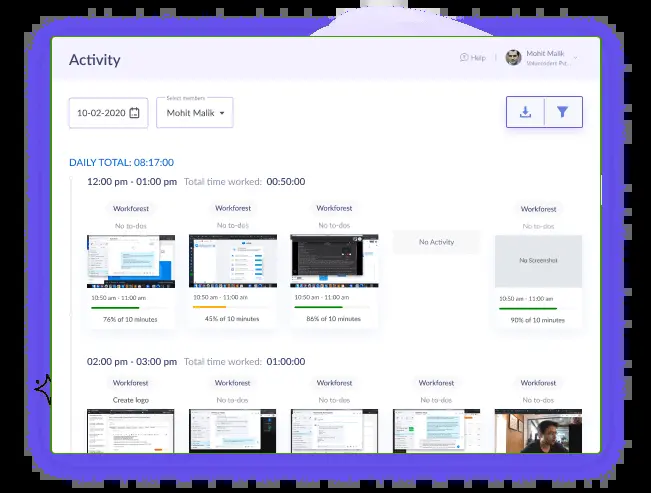 Activity
Help
Mohit Malik
10-02-2020
Select members
Mohit Malik
DAILY TOTAL: 08:17:00
12:00 pm - 01:00 pm Total time worked: 00:50:00
Workforest Workforest Workforest Workforest
No to-dos No to-dos No to-dos No to-dos
No Activity
No Screenshot
10:50 am - 11:00 am 10:50 am - 11:00 am 10:50 am - 11:00 am 10:50 am - 11:00 am
76% of 10 minutes 45% of 10 minutes 86% of 10 minutes 90% of 10 minutes
02:00 pm - 03:00 pm Total time worked: 01:00:00
Workforest Workforest Workforest Workforest Workforest
Create logo No to-dos No to-dos No to-dos No to-dos